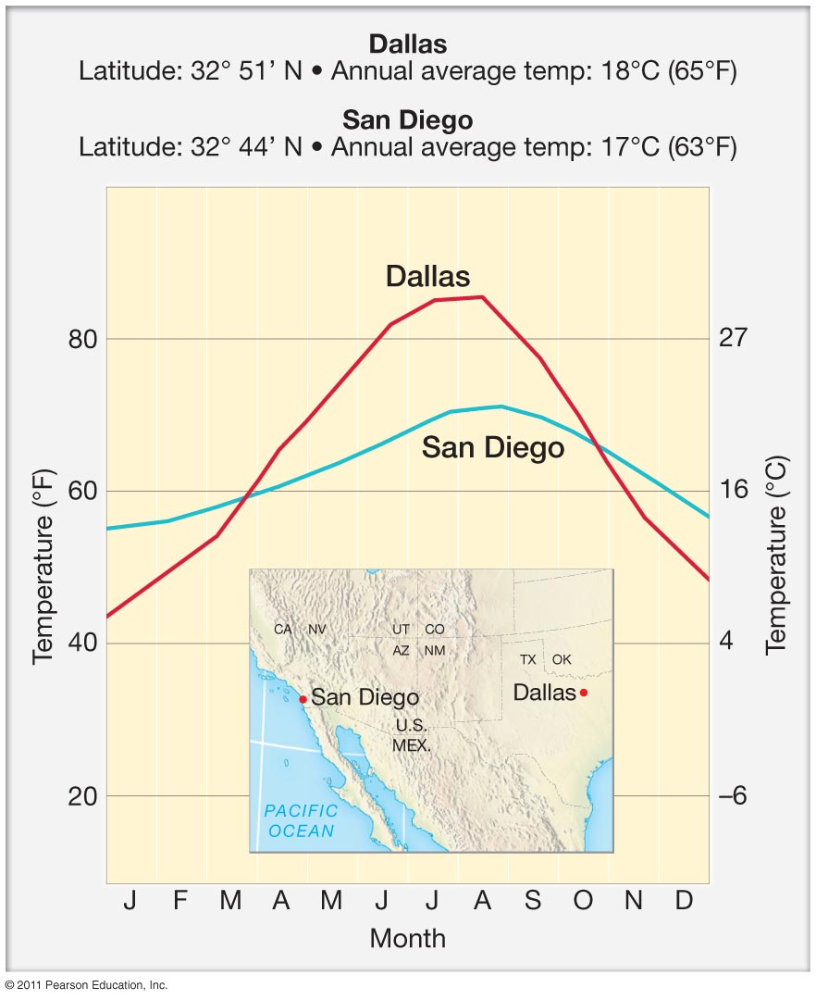 Dallas
Latitude: 32° 51’ N • Annual average temp: 18°C (65°F)
San Diego
Latitude: 32° 44’ N • Annual average temp: 17°C (63°F)
Dallas
80
27
San Diego
60
16
Temperature (°F)
Temperature (°C)
CA NV UT CO
AZ NM
TX OK
40
4
San Diego
Dallas
U.S.
MEX.
20
–6
PACIFIC
OCEAN
J F M A M J J A S O N D
Month
© 2011 Pearson Education, Inc.